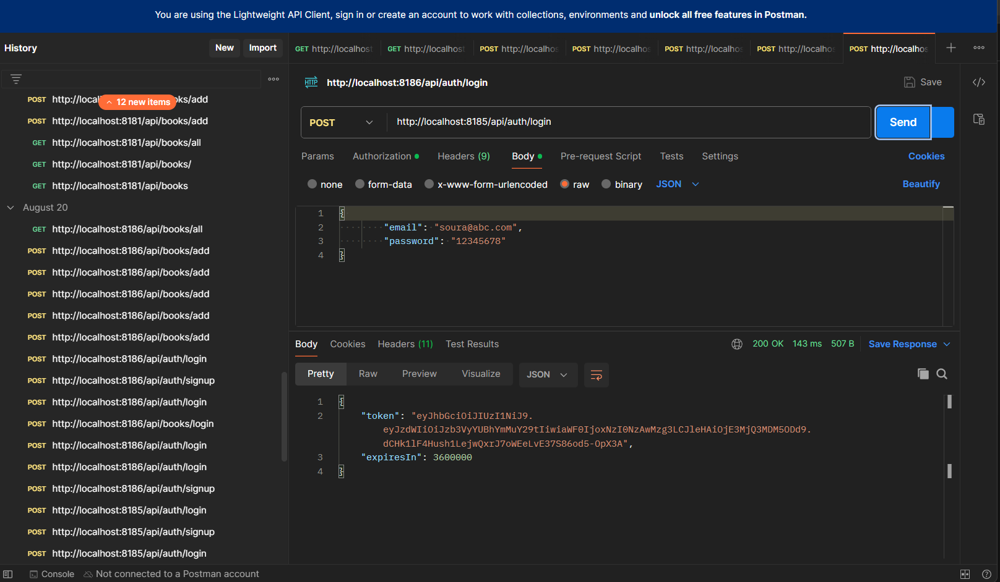 You are using the Lightweight API Client, sign in or create an account to work with collections, environments and unlock all free features in Postman.
History
New
Import
GET http://localhost
GET http://localhost
POST http://localhos
POST http://localhos
POST http://localhos
POST http://localhos
POST http://localhos
http://localhost:8186/api/auth/login
Save
POST
http://localhost:8185/api/auth/login
Send
Params
Authorization
Headers (9)
Body
Pre-request Script
Tests
Settings
Cookies
none
form-data
x-www-form-urlencoded
raw
binary
JSON
Beautify
1 {
2 "email": "soura@abc.com",
3 "password": "12345678"
4 }
POST http://local
12 new items
oks/add
POST http://localhost:8181/api/books/add
GET http://localhost:8181/api/books/all
GET http://localhost:8181/api/books/
GET http://localhost:8181/api/books
August 20
GET http://localhost:8186/api/books/all
POST http://localhost:8186/api/books/add
POST http://localhost:8186/api/books/add
POST http://localhost:8186/api/books/add
POST http://localhost:8186/api/books/add
POST http://localhost:8186/api/books/add
POST http://localhost:8186/api/auth/login
POST http://localhost:8186/api/auth/signup
POST http://localhost:8186/api/auth/login
POST http://localhost:8186/api/books/login
POST http://localhost:8186/api/auth/login
POST http://localhost:8186/api/auth/login
POST http://localhost:8186/api/auth/signup
POST http://localhost:8185/api/auth/login
POST http://localhost:8185/api/auth/signup
POST http://localhost:8185/api/auth/login
Body
Cookies
Headers (11)
Test Results
200 OK
143 ms
507 B
Save Response
Pretty
Raw
Preview
Visualize
JSON
1 {
2 "token": "eyJhbGciOiJIUzI1NiJ9.
eyJzdWIiOiJzb3VyYUBhYmMuY29tIiwiaWF0IjoxNzI0NzAwMzg3LCJleHAiOjE3MjQ3MDM5ODd9.
dCHk1lF4Hush1LejwQxrJ7oWEeLvE37S86od5-OpX3A",
3 "expiresIn": 3600000
4 }
Console
Not connected to a Postman account